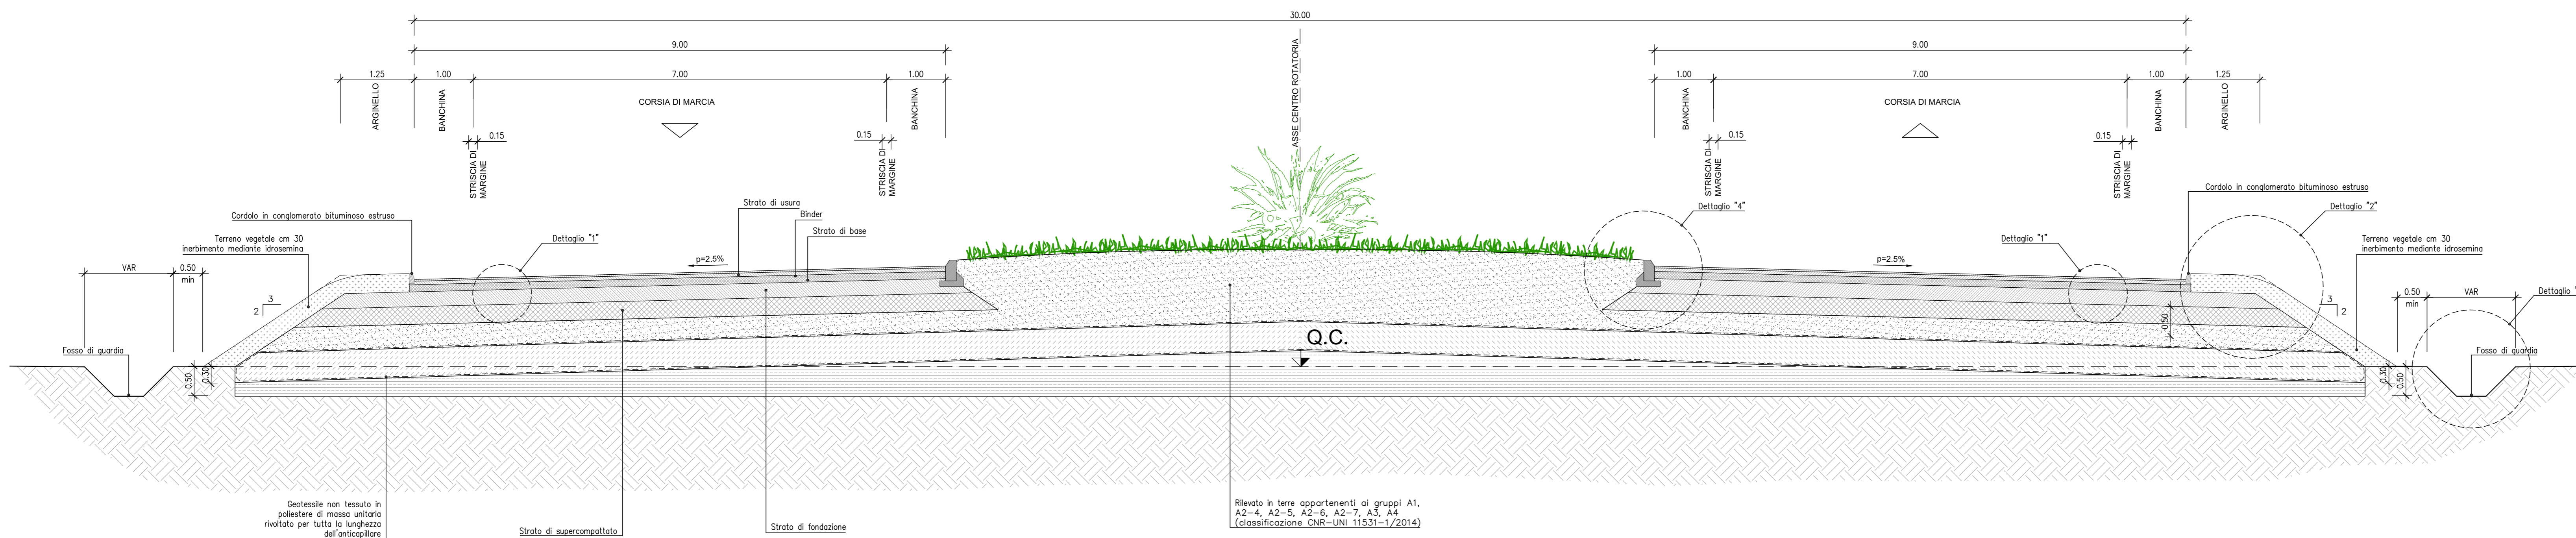 30.00
9.00
9.00
1.25
1.00
7.00
1.00
1.00
7.00
1.00
1.25
ARGINELLO
BANCHINA
CORSIA DI MARCIA
BANCHINA
ASSE CENTRO ROTATORIA
BANCHINA
CORSIA DI MARCIA
BANCHINA
ARGINELLO
0.15
0.15
0.15
0.15
STRISCIA DI
MARGINE
STRISCIA DI
MARGINE
STRISCIA DI
MARGINE
STRISCIA DI
MARGINE
Cordolo in conglomerato bituminoso estruso
Strato di usura
Binder
Strato di base
Dettaglio "4"
Cordolo in conglomerato bituminoso estruso
Dettaglio "2"
Terreno vegetale cm 30
inerbimento mediante idrosemina
Dettaglio "1"
Dettaglio "1"
Terreno vegetale cm 30
inerbimento mediante idrosemina
VAR
0.50
min
p=2.5%
p=2.5%
0.50
min
VAR
Dettaglio "
3
2
3
2
0.50
Q.C.
Fosso di guardia
Fosso di guardia
0.50
0.30
0.30
0.50
Geotessile non tessuto in
poliestere di massa unitaria
rivoltato per tutta la lunghezza
dell'anticapillare
Strato di supercompattato
Strato di fondazione
Rilevato in terre appartenenti ai gruppi A1,
A2-4, A2-5, A2-6, A2-7, A3, A4
(classificazione CNR-UNI 11531-1/2014)